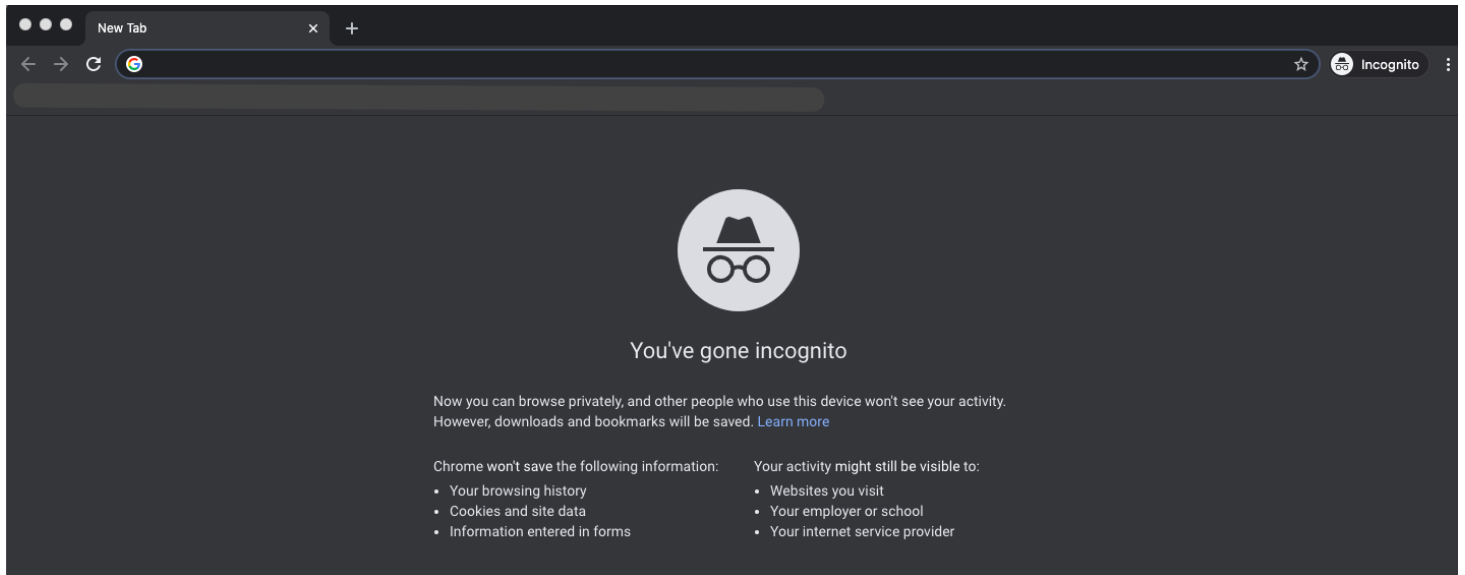 New Tab
Incognito
You've gone incognito
Now you can browse privately, and other people who use this device won't see your activity.
However, downloads and bookmarks will be saved. Learn more
Chrome won't save the following information:
• Your browsing history
• Cookies and site data
• Information entered in forms
Your activity might still be visible to:
• Websites you visit
• Your employer or school
• Your internet service provider